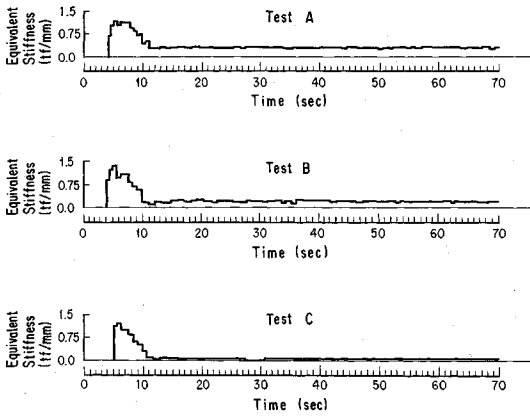 Test A
Equivalent
Stiffness
(tf/mm)
1.5
0.75
0.0
0 10 20 30 40 50 60 70
Time (sec)
Test B
Equivalent
Stiffness
(tf/mm)
1.5
0.75
0.0
0 10 20 30 40 50 60 70
Time (sec)
Test C
Equivalent
Stiffness
(tf/mm)
1.5
0.75
0.0
0 10 20 30 40 50 60 70
Time (sec)